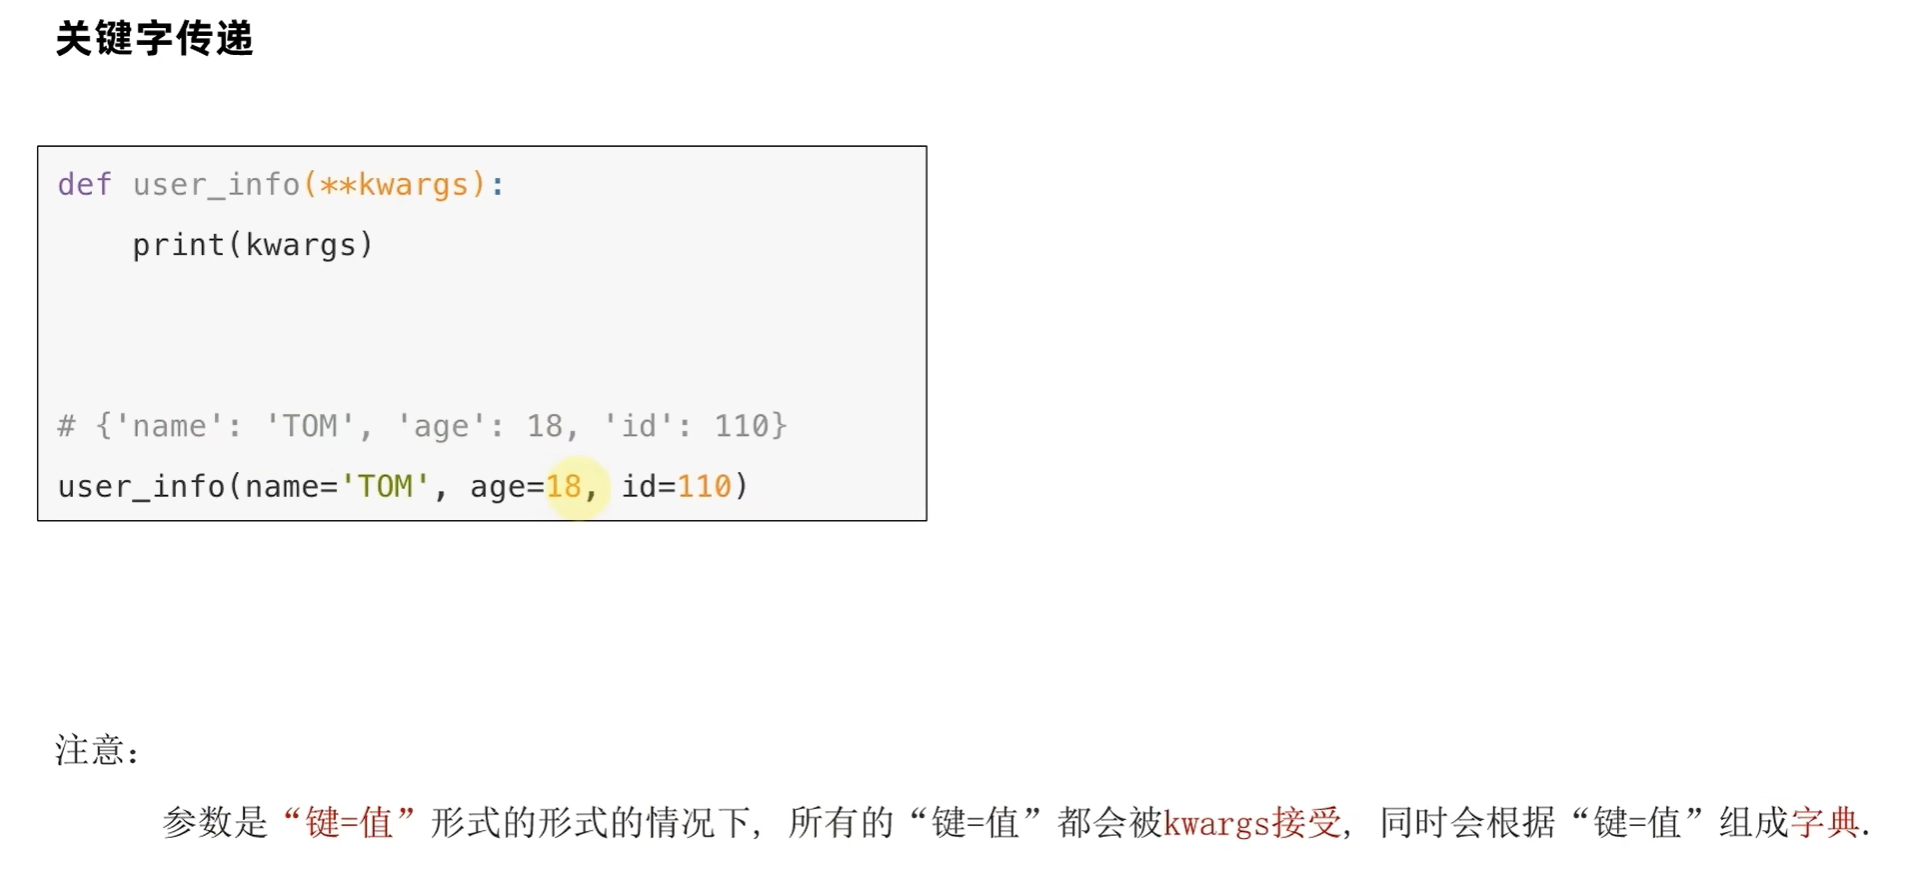 关键字传递
def user_info(**kwargs):
    print(kwargs)
# {'name': 'TOM', 'age': 18, 'id': 110}
user_info(name='TOM', age=18, id=110)
注意：
参数是“键=值”形式的形式的情况下, 所有的“键=值”都会被kwargs接受, 同时会根据“键=值”组成字典.